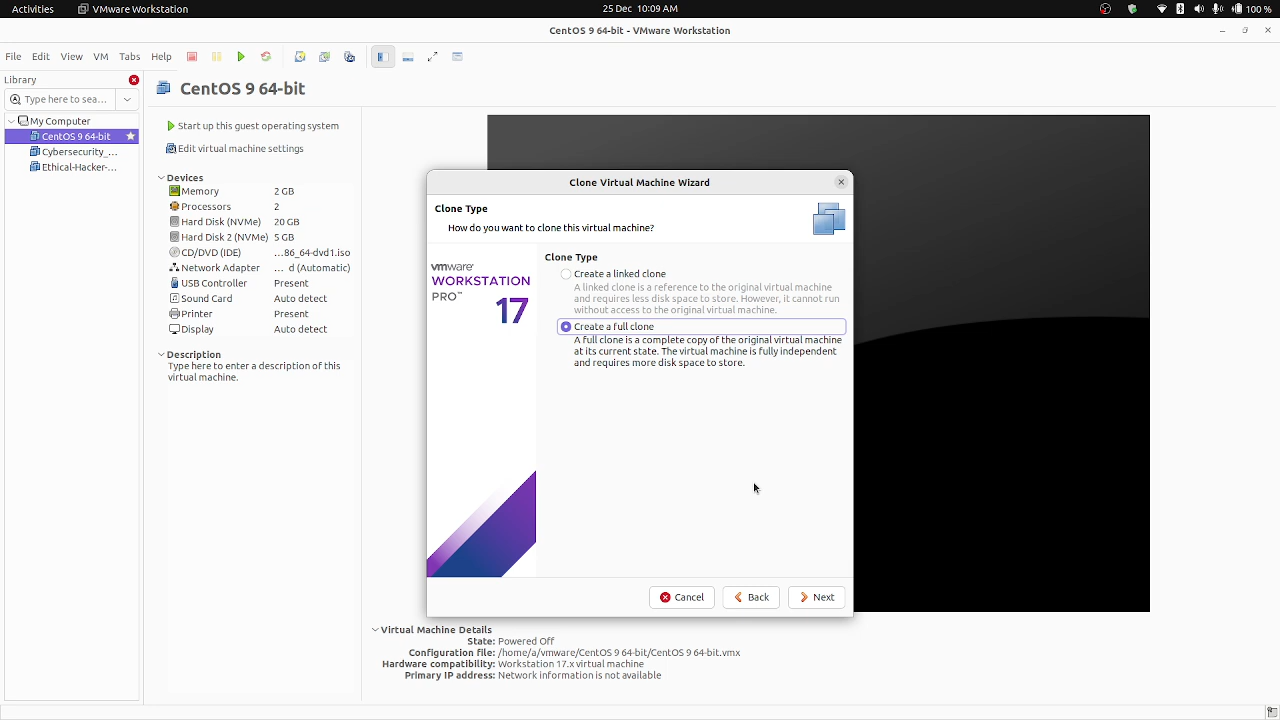 Activities VMware Workstation 25 Dec 10:09 AM 100 %
CentOS 9 64-bit - VMware Workstation
File Edit View VM Tabs Help
Library
Type here to sea...
My Computer
CentOS 9 64-bit
Cybersecurity_...
Ethical-Hacker-...
CentOS 9 64-bit
Start up this guest operating system
Edit virtual machine settings
Devices
Memory 2 GB
Processors 2
Hard Disk (NVMe) 20 GB
Hard Disk 2 (NVMe) 5 GB
CD/DVD (IDE) ...86_64-dvd1.iso
Network Adapter ... d (Automatic)
USB Controller Present
Sound Card Auto detect
Printer Present
Display Auto detect
Description
Type here to enter a description of this
virtual machine.
Clone Virtual Machine Wizard
Clone Type
How do you want to clone this virtual machine?
vmware
WORKSTATION
PRO™
17
Clone Type
Create a linked clone
A linked clone is a reference to the original virtual machine
and requires less disk space to store. However, it cannot run
without access to the original virtual machine.
Create a full clone
A full clone is a complete copy of the original virtual machine
at its current state. The virtual machine is fully independent
and requires more disk space to store.
Cancel Back Next
Virtual Machine Details
State: Powered Off
Configuration file: /home/a/vmware/CentOS 9 64-bit/CentOS 9 64-bit.vmx
Hardware compatibility: Workstation 17.x virtual machine
Primary IP address: Network information is not available